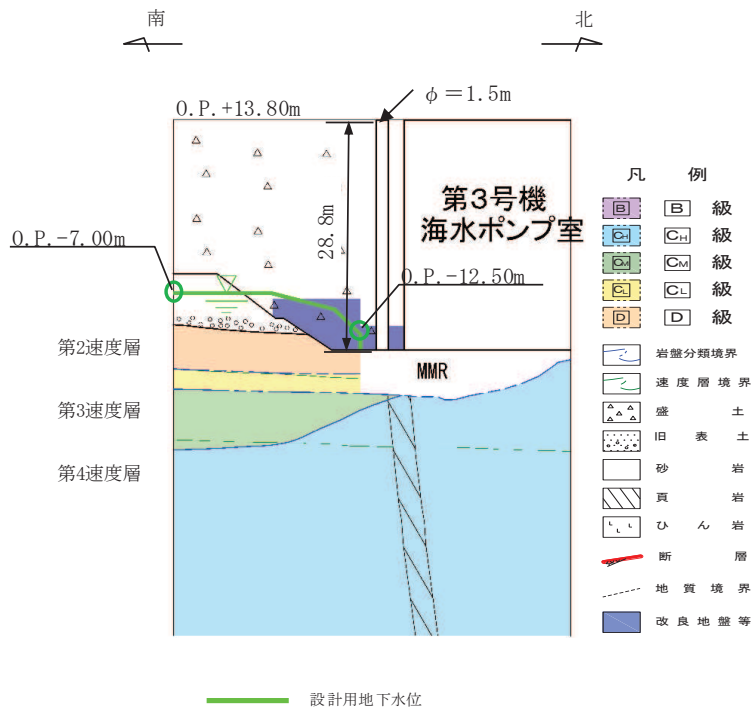 南
北
φ＝1.5m
O.P.+13.80m
28.8m
第3号機
海水ポンプ室
O.P.-7.00m
O.P.-12.50m
MMR
第2速度層
第3速度層
第4速度層
凡 例
B B 級
CH CH 級
CM CM 級
CL CL 級
D D 級
岩盤分類境界
速度層境界
盛 土
旧 表 土
砂 岩
頁 岩
ひ ん 岩
断 層
地 質 境 界
改 良 地 盤 等
設計用地下水位